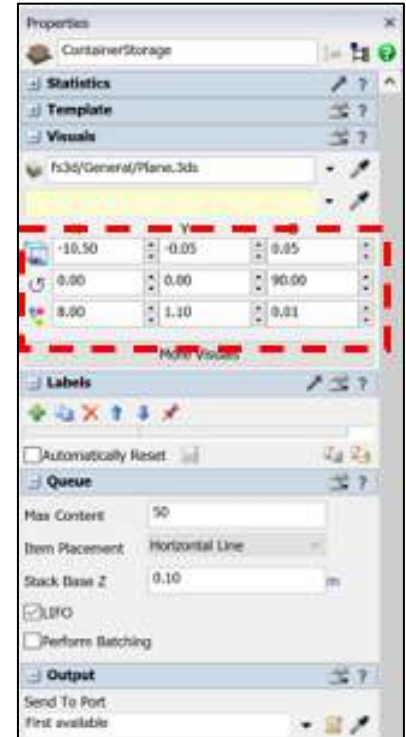 Properties ×
ContainerStorage
Statistics ?
Template ?
Visuals ?
fs3d/General/Plane.3ds
Y
-10.50 -0.05 0.05
0.00 0.00 90.00
8.00 1.10 0.01
More Visuals
Labels ?
Automatically Reset
Queue ?
Max Content 50
Item Placement Horizontal Line
Stack Base Z 0.10 m
LIFO
Perform Batching
Output ?
Send To Port
First available